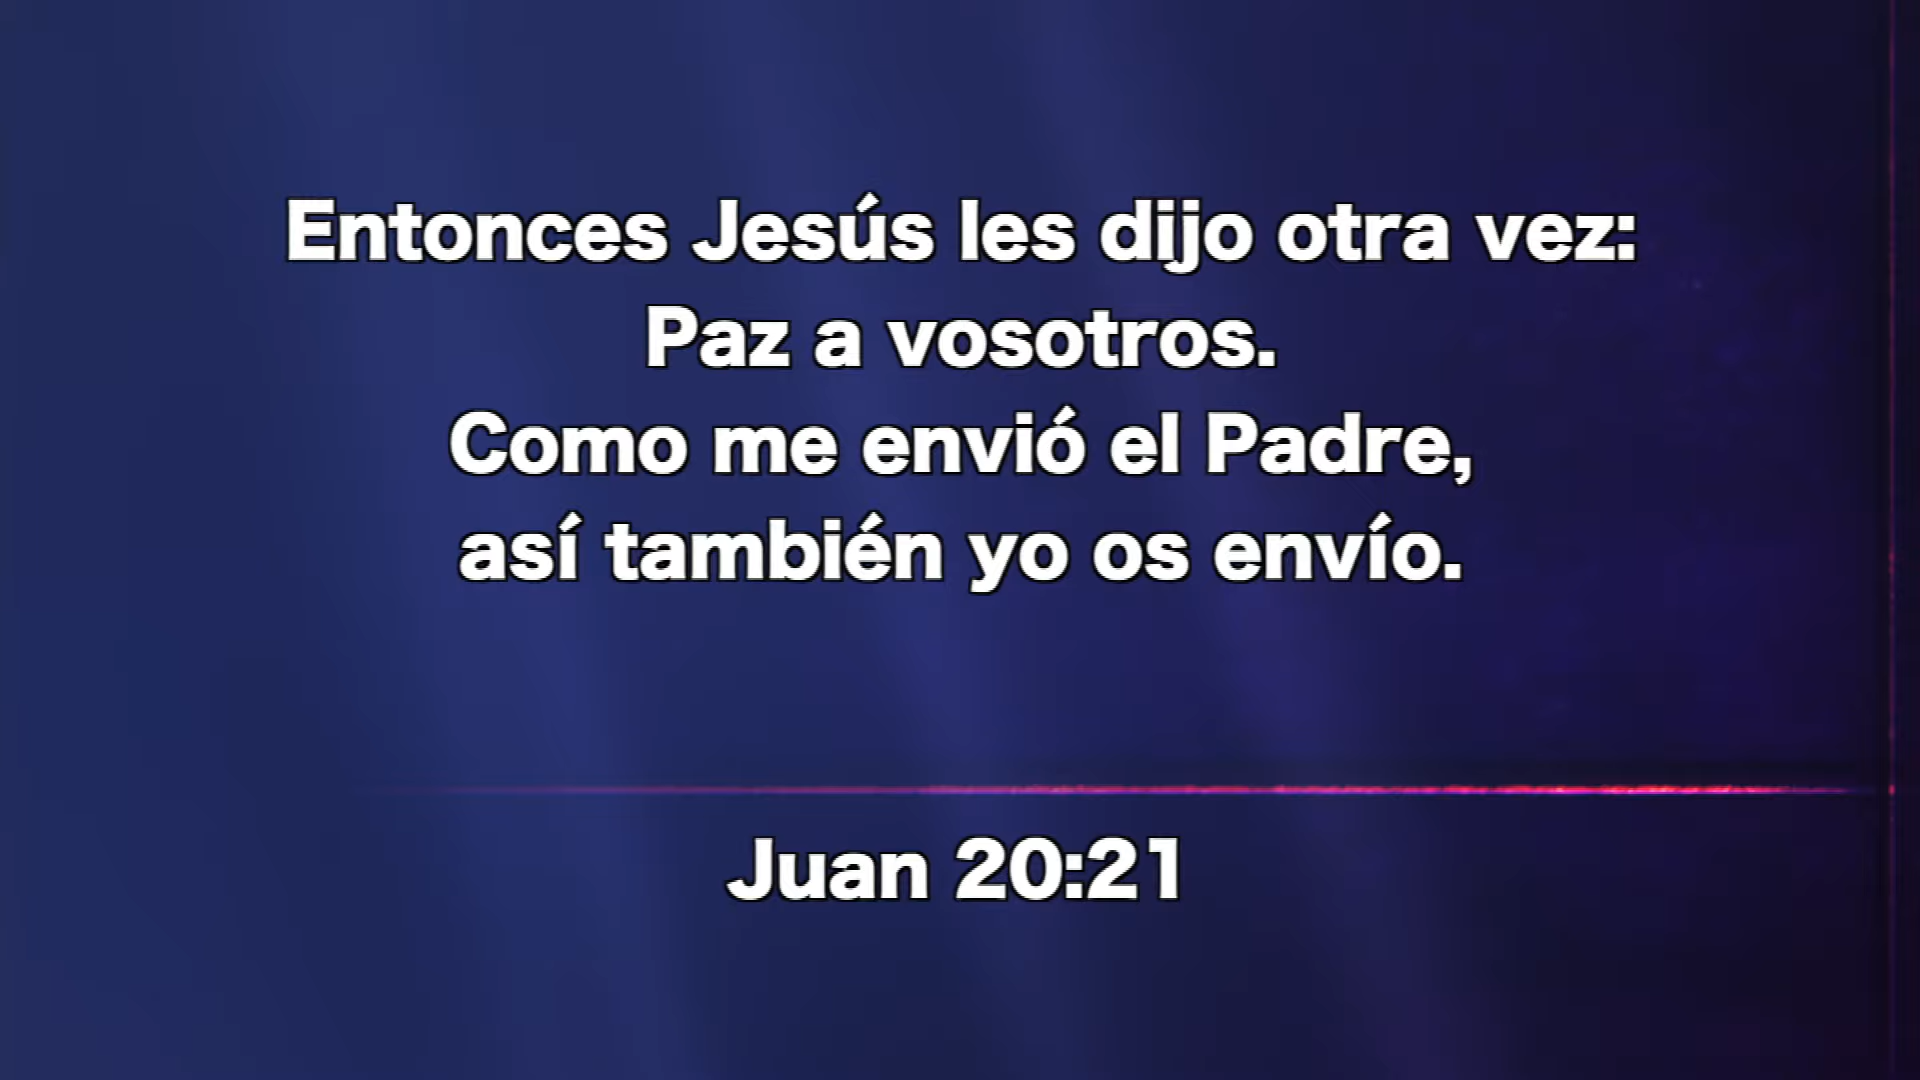 Entonces Jesús les dijo otra vez:
Paz a vosotros.
Como me envió el Padre,
así también yo os envío.
Juan 20:21